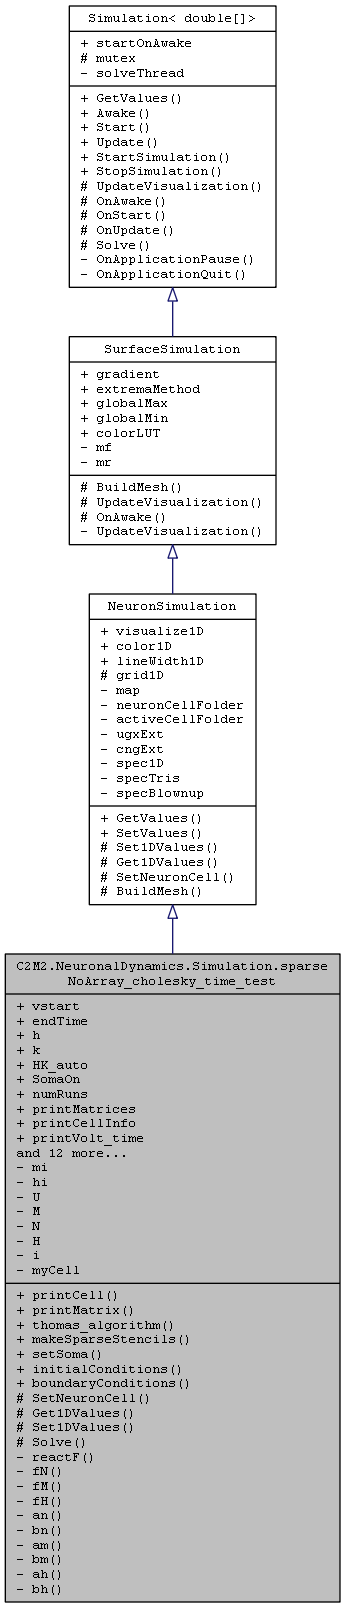 Simulation< double[]>
+ startOnAwake
# mutex
- solveThread
+ GetValues()
+ Awake()
+ Start()
+ Update()
+ StartSimulation()
+ StopSimulation()
# UpdateVisualization()
# OnAwake()
# OnStart()
# OnUpdate()
# Solve()
- OnApplicationPause()
- OnApplicationQuit()
SurfaceSimulation
+ gradient
+ extremaMethod
+ globalMax
+ globalMin
+ colorLUT
- mf
- mr
# BuildMesh()
# UpdateVisualization()
# OnAwake()
- UpdateVisualization()
NeuronSimulation
+ visualize1D
+ color1D
+ lineWidth1D
# grid1D
- map
- neuronCellFolder
- activeCellFolder
- ugxExt
- cngExt
- spec1D
- specTris
- specBlownup
+ GetValues()
+ SetValues()
# Set1DValues()
# Get1DValues()
# SetNeuronCell()
# BuildMesh()
C2M2.NeuronalDynamics.Simulation.sparse
NoArray_cholesky_time_test
+ vstart
+ endTime
+ h
+ k
+ HK_auto
+ SomaOn
+ numRuns
+ printMatrices
+ printCellInfo
+ printVolt_time
and 12 more...
- mi
- hi
- U
- M
- N
- H
- i
- myCell
+ printCell()
+ printMatrix()
+ thomas_algorithm()
+ makeSparseStencils()
+ setSoma()
+ initialConditions()
+ boundaryConditions()
# SetNeuronCell()
# Get1DValues()
# Set1DValues()
# Solve()
- reactF()
- fN()
- fM()
- fH()
- an()
- bn()
- am()
- bm()
- ah()
- bh()